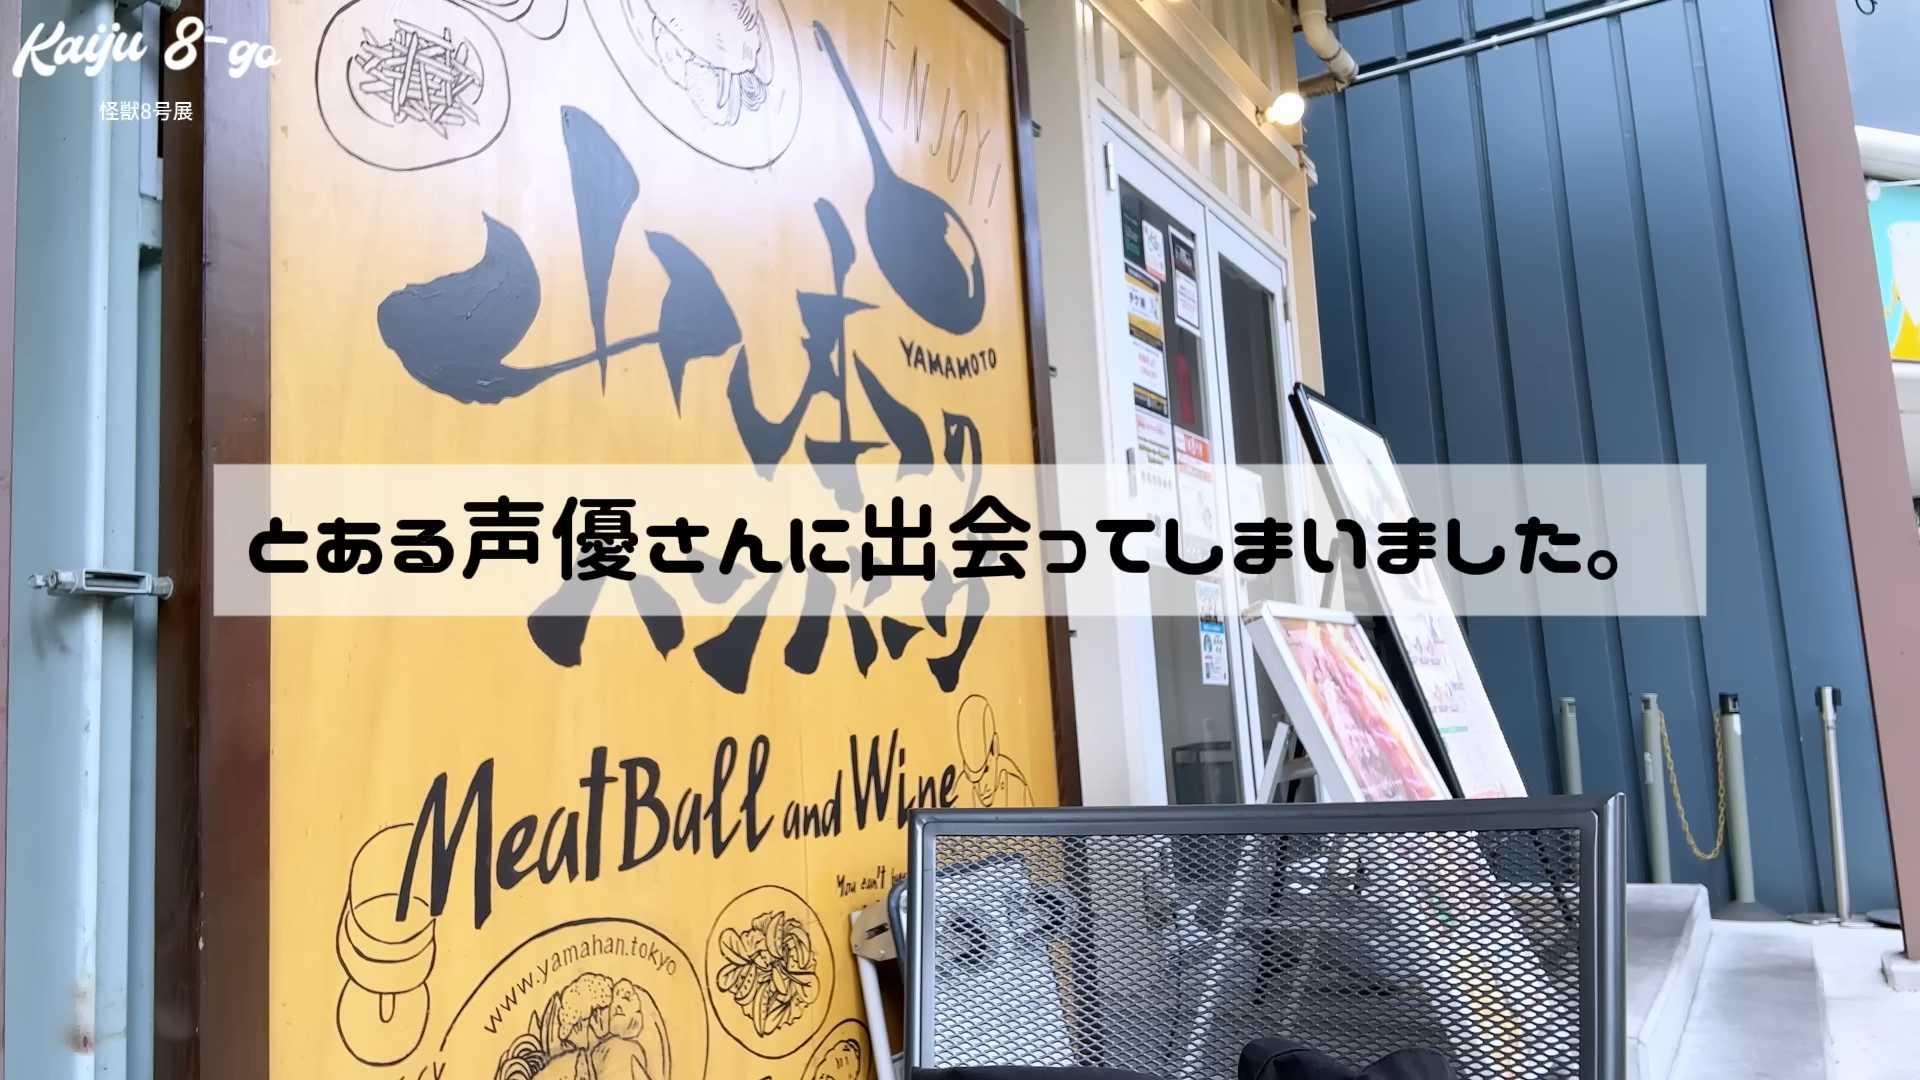 Kaiju 8-go
怪獣8号展
ENJOY!
山本の
YAMAMOTO
とある声優さんに出会ってしまいました。
ハンバーグ
MeatBall and Wine
You can't
www.yamahan.tokyo